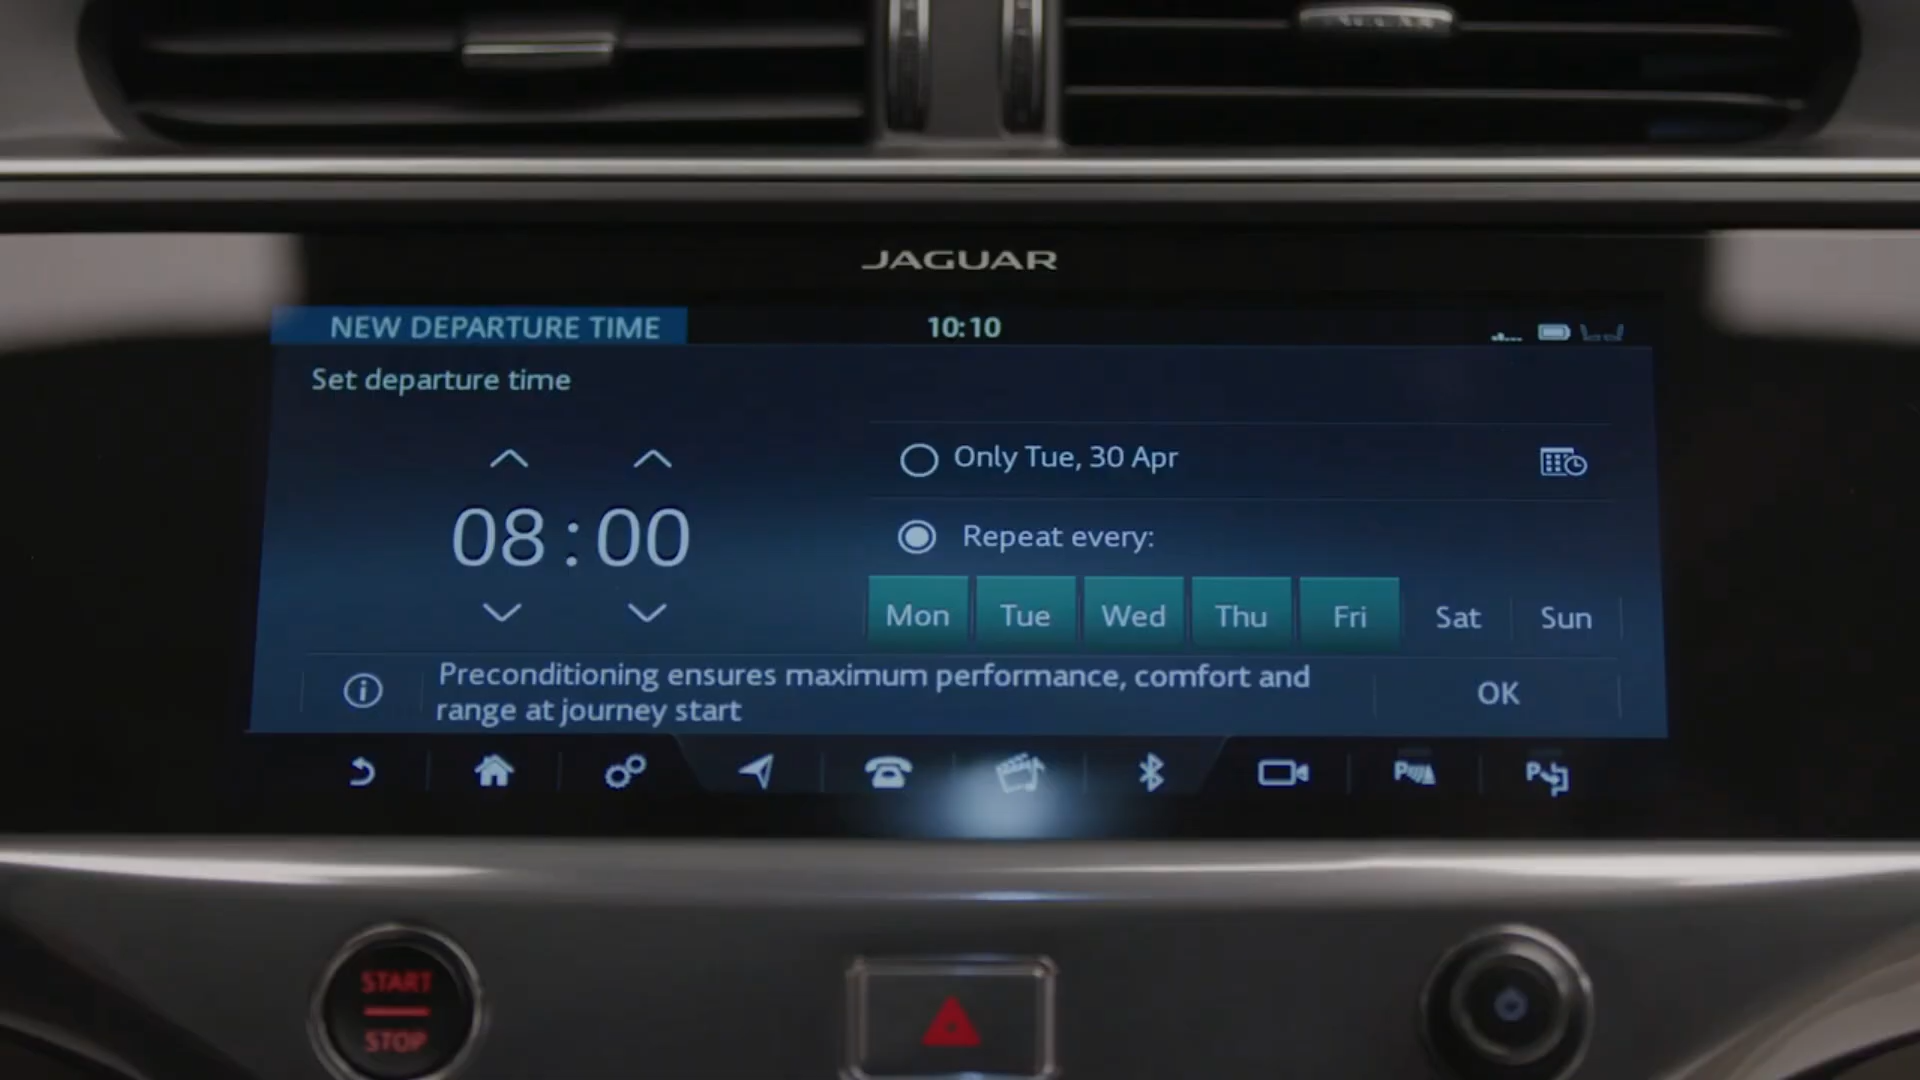 JAGUAR
NEW DEPARTURE TIME
10:10
Set departure time
Only Tue, 30 Apr
08:00
Repeat every:
Mon Tue Wed Thu Fri Sat Sun
Preconditioning ensures maximum performance, comfort and
range at journey start
OK
START
STOP